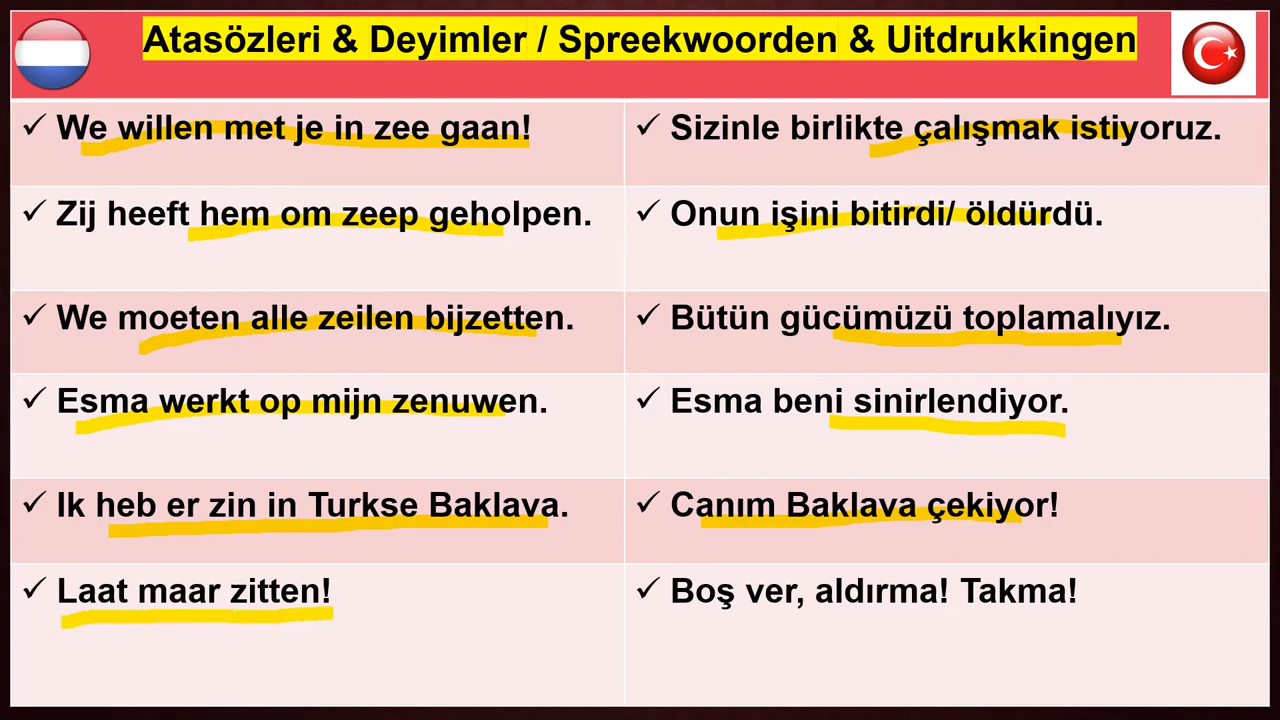 Atasözleri & Deyimler / Spreekwoorden & Uitdrukkingen
We willen met je in zee gaan!
Sizinle birlikte çalışmak istiyoruz.
Zij heeft hem om zeep geholpen.
Onun işini bitirdi/ öldürdü.
We moeten alle zeilen bijzetten.
Bütün gücümüzü toplamalıyız.
Esma werkt op mijn zenuwen.
Esma beni sinirlendiyor.
Ik heb er zin in Turkse Baklava.
Canım Baklava çekiyor!
Laat maar zitten!
Boş ver, aldırma! Takma!